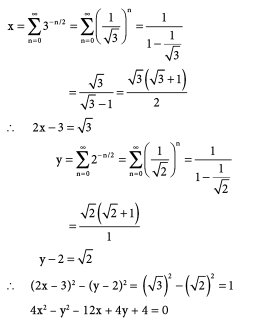 x = ∑_{n=0}^{∞} 3^{-n/2} = ∑_{n=0}^{∞} (1/√3)^n = 1/(1 - 1/√3)
= √3/(√3 - 1) = √3(√3 + 1)/2
∴ 2x - 3 = √3
y = ∑_{n=0}^{∞} 2^{-n/2} = ∑_{n=0}^{∞} (1/√2)^n = 1/(1 - 1/√2)
= √2(√2 + 1)/1
y - 2 = √2
∴ (2x - 3)² - (y - 2)² = (√3)² - (√2)² = 1
4x² - y² - 12x + 4y + 4 = 0